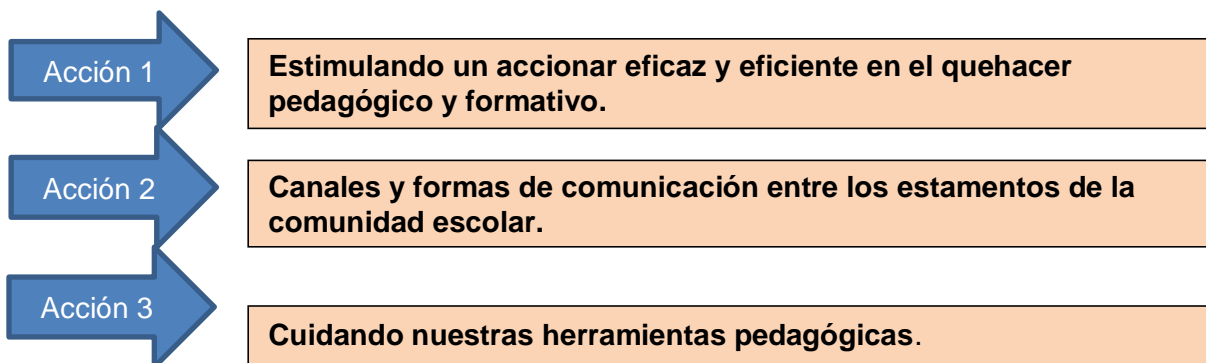 Acción 1
Estimulando un accionar eficaz y eficiente en el quehacer
pedagógico y formativo.
Acción 2
Canales y formas de comunicación entre los estamentos de la
comunidad escolar.
Acción 3
Cuidando nuestras herramientas pedagógicas.